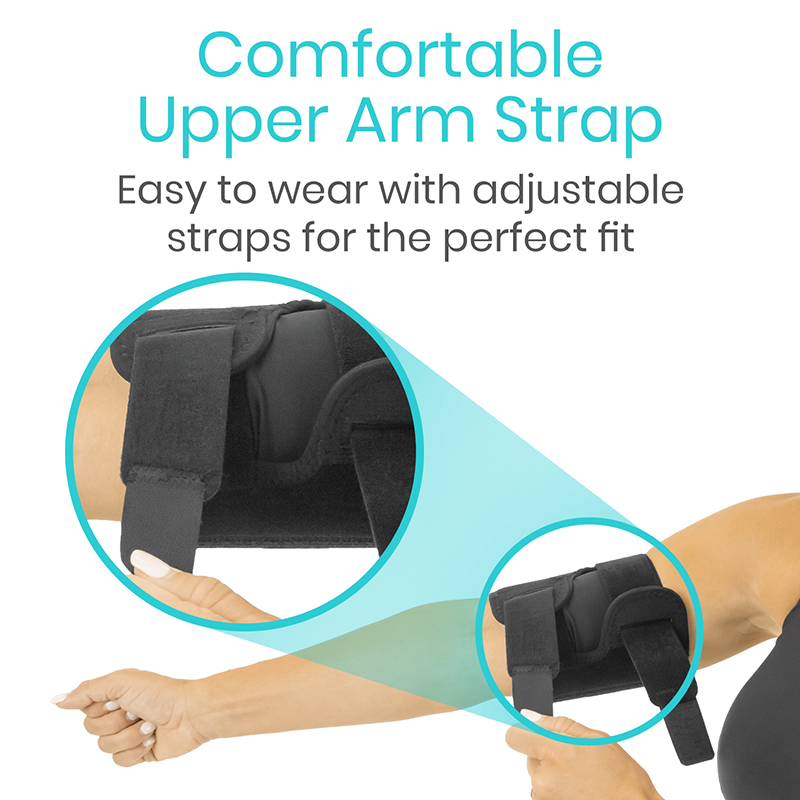 Comfortable
Upper Arm Strap
Easy to wear with adjustable
straps for the perfect fit